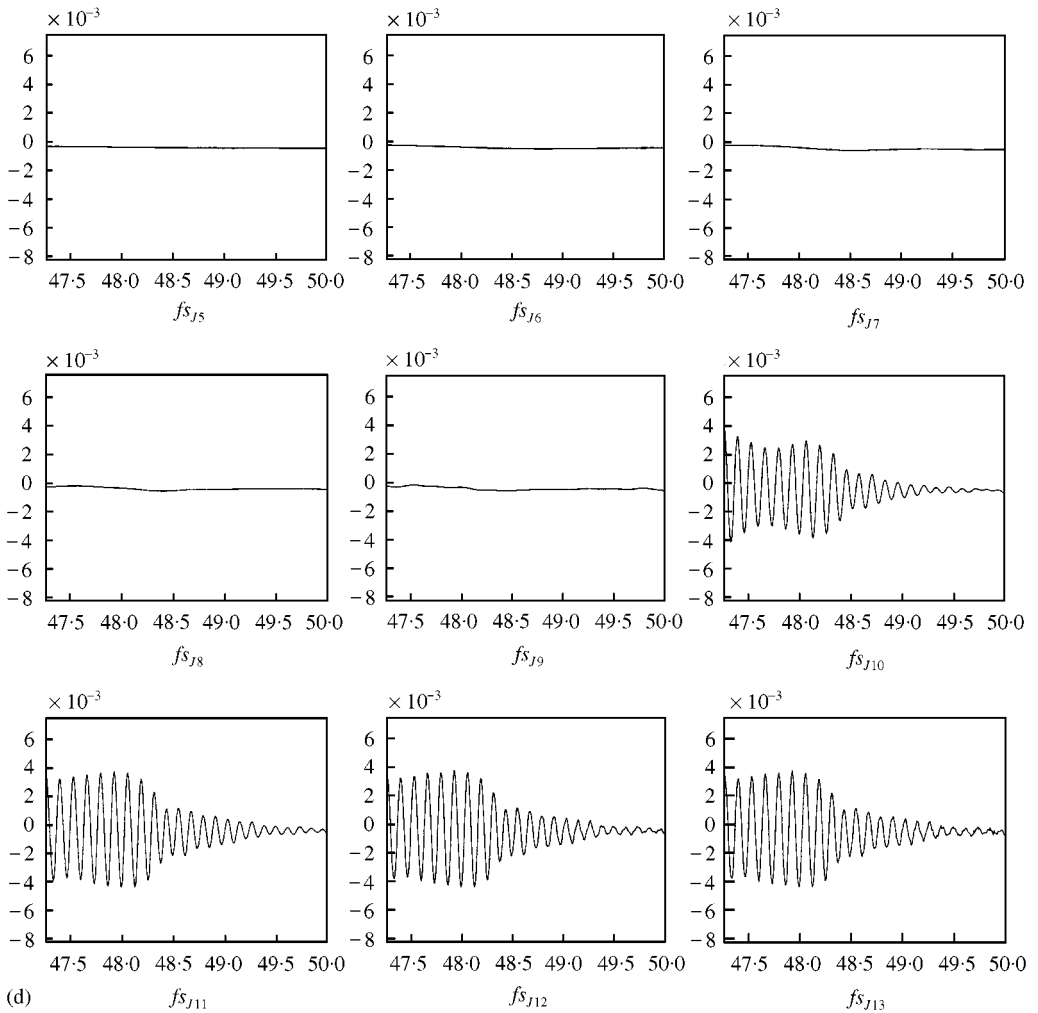 × 10⁻³ × 10⁻³ × 10⁻³
6 6 6
4 4 4
2 2 2
0 0 0
−2 −2 −2
−4 −4 −4
−6 −6 −6
−8 −8 −8
47·5 48·0 48·5 49·0 49·5 50·0 47·5 48·0 48·5 49·0 49·5 50·0 47·5 48·0 48·5 49·0 49·5 50·0
fs_J5 fs_J6 fs_J7
× 10⁻³ × 10⁻³ × 10⁻³
6 6 6
4 4 4
2 2 2
0 0 0
−2 −2 −2
−4 −4 −4
−6 −6 −6
−8 −8 −8
47·5 48·0 48·5 49·0 49·5 50·0 47·5 48·0 48·5 49·0 49·5 50·0 47·5 48·0 48·5 49·0 49·5 50·0
fs_J8 fs_J9 fs_J10
× 10⁻³ × 10⁻³ × 10⁻³
6 6 6
4 4 4
2 2 2
0 0 0
−2 −2 −2
−4 −4 −4
−6 −6 −6
−8 −8 −8
47·5 48·0 48·5 49·0 49·5 50·0 47·5 48·0 48·5 49·0 49·5 50·0 47·5 48·0 48·5 49·0 49·5 50·0
(d) fs_J11 fs_J12 fs_J13